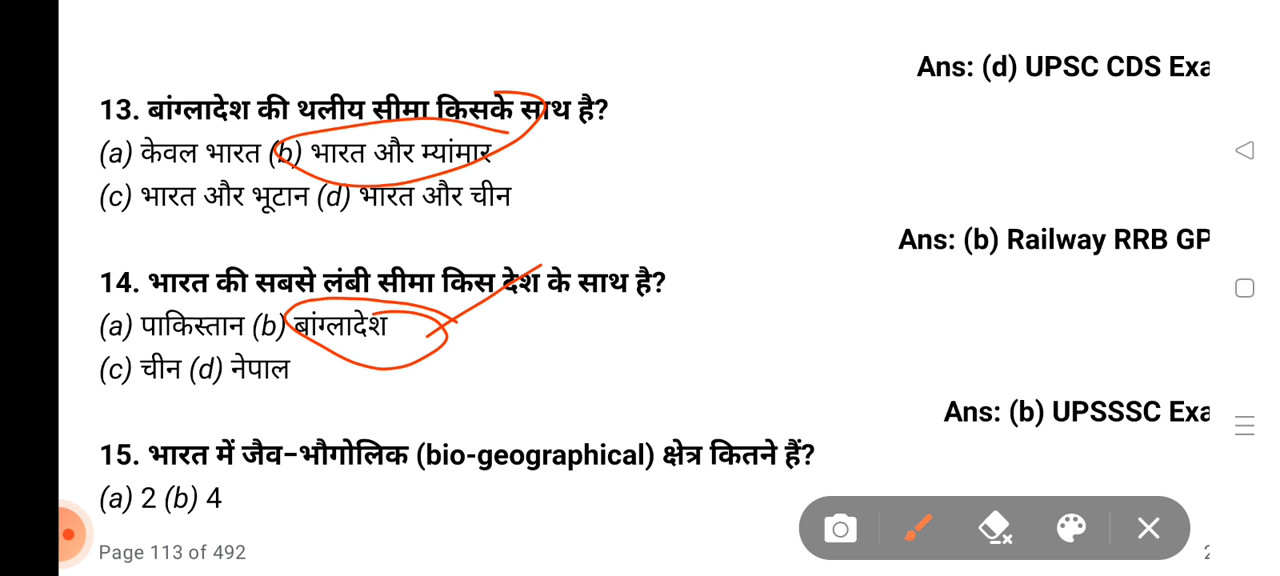 Ans: (d) UPSC CDS Exa
13. बांग्लादेश की थलीय सीमा किसके साथ है?
(a) केवल भारत (b) भारत और म्यांमार
(c) भारत और भूटान (d) भारत और चीन
Ans: (b) Railway RRB GP
14. भारत की सबसे लंबी सीमा किस देश के साथ है?
(a) पाकिस्तान (b) बांग्लादेश
(c) चीन (d) नेपाल
Ans: (b) UPSSSC Exa
15. भारत में जैव-भौगोलिक (bio-geographical) क्षेत्र कितने हैं?
(a) 2 (b) 4
Page 113 of 492